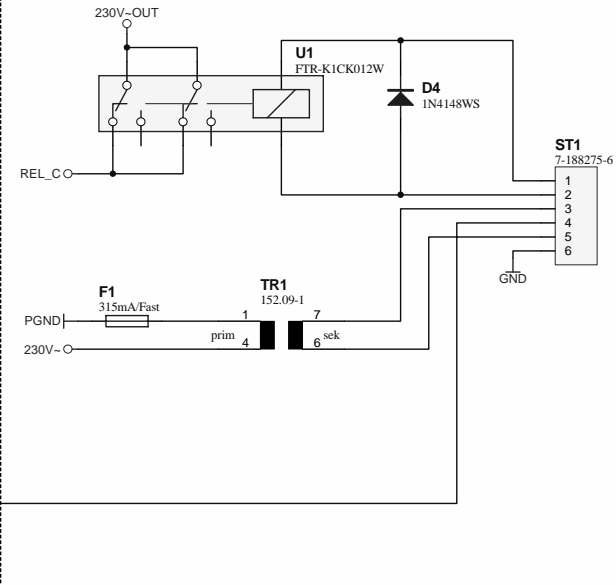 230V~OUT
U1
FTR-K1CK012W
D4
1N4148WS
ST1
7-188275-6
1
2
3
4
5
6
REL_C
GND
F1
315mA/Fast
TR1
152.09-1
PGND
1
7
prim
sek
230V~
4
6